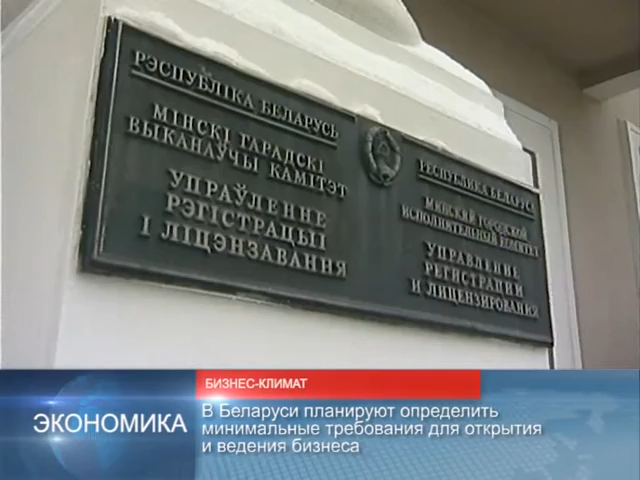 РЭСПУБЛІКА БЕЛАРУСЬ
МІНСКІ ГАРАДСКІ
ВЫКАНАЎЧЫ КАМІТЭТ
УПРАЎЛЕННЕ
РЭГІСТРАЦЫІ
І ЛІЦЭНЗАВАННЯ
РЕСПУБЛИКА БЕЛАРУСЬ
МИНСКИЙ ГОРОДСКОЙ
ИСПОЛНИТЕЛЬНЫЙ КОМИТЕТ
УПРАВЛЕНИЕ
РЕГИСТРАЦИИ
И ЛИЦЕНЗИРОВАНИЯ
БИЗНЕС-КЛИМАТ
ЭКОНОМИКА
В Беларуси планируют определить
минимальные требования для открытия
и ведения бизнеса